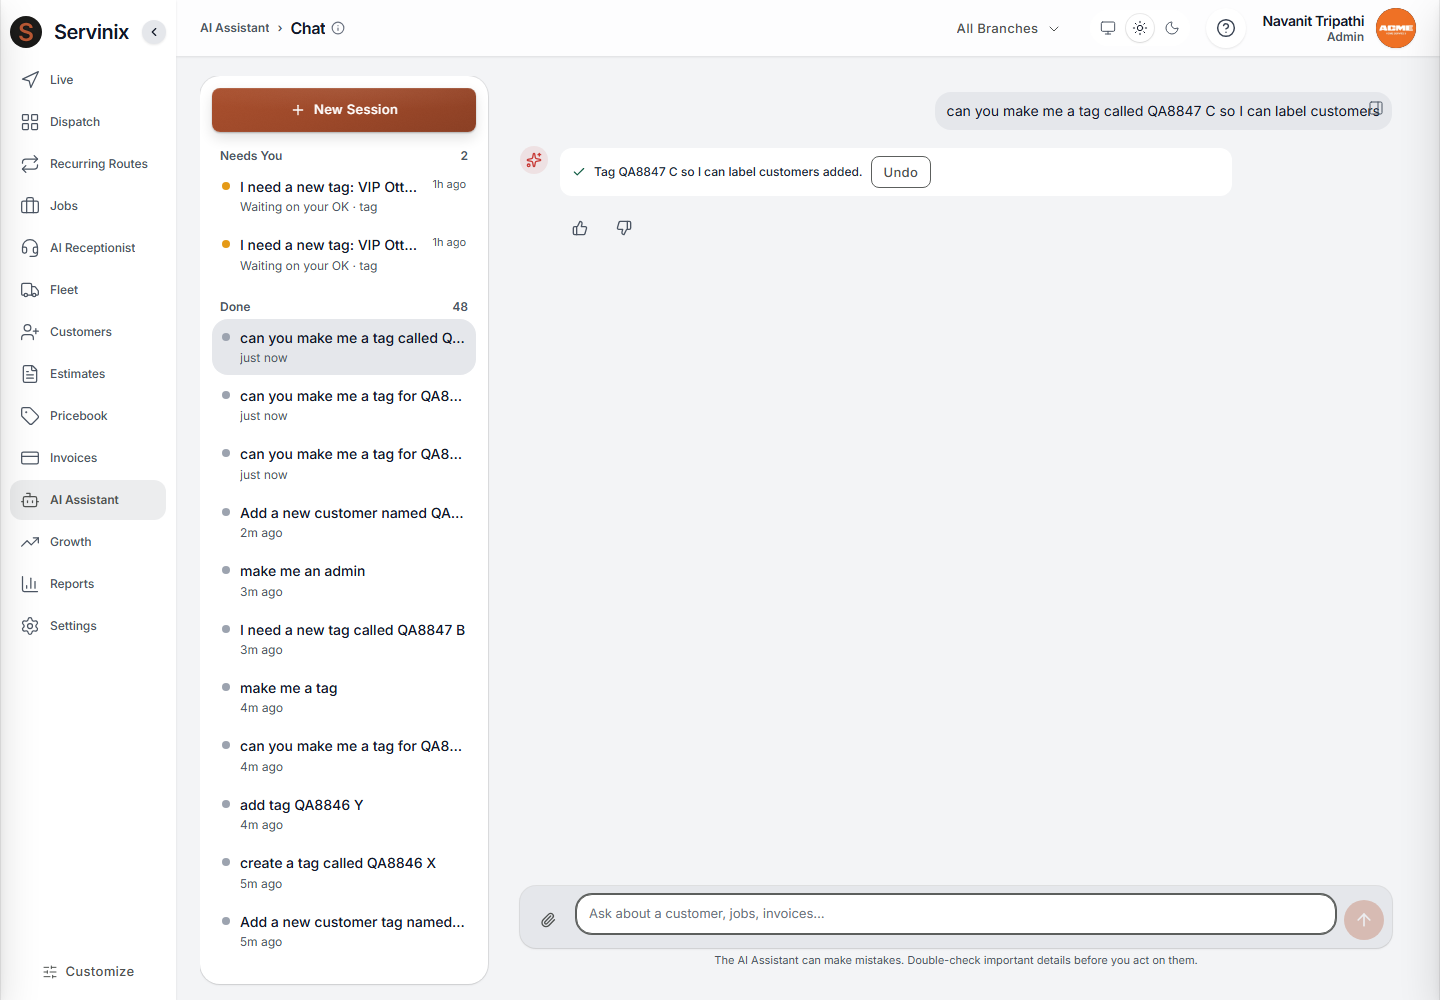 S Servinix
AI Assistant › Chat
All Branches
Navanit Tripathi
Admin
ACME
Live
Dispatch
Recurring Routes
Jobs
AI Receptionist
Fleet
Customers
Estimates
Pricebook
Invoices
AI Assistant
Growth
Reports
Settings
Customize
+ New Session
Needs You 2
I need a new tag: VIP Ott... 1h ago
Waiting on your OK · tag
I need a new tag: VIP Ott... 1h ago
Waiting on your OK · tag
Done 48
can you make me a tag called Q...
just now
can you make me a tag for QA8...
just now
can you make me a tag for QA8...
just now
Add a new customer named QA...
2m ago
make me an admin
3m ago
I need a new tag called QA8847 B
3m ago
make me a tag
4m ago
can you make me a tag for QA8...
4m ago
add tag QA8846 Y
4m ago
create a tag called QA8846 X
5m ago
Add a new customer tag named...
5m ago
can you make me a tag called QA8847 C so I can label customers
Tag QA8847 C so I can label customers added. Undo
Ask about a customer, jobs, invoices...
The AI Assistant can make mistakes. Double-check important details before you act on them.